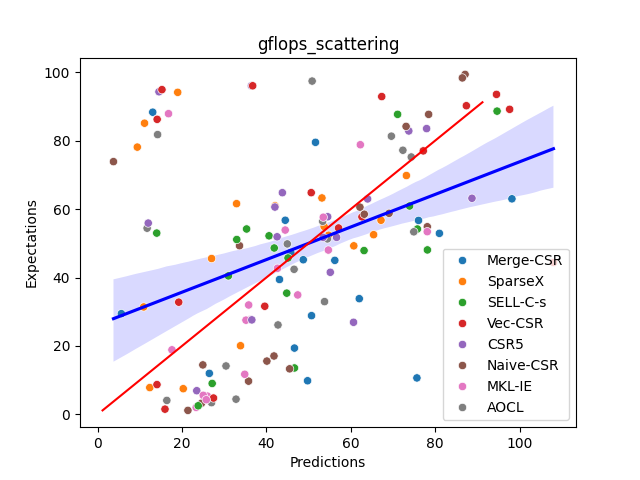 gflops_scattering
Expectations
100
80
60
40
20
0
0 20 40 60 80 100
Predictions
Merge-CSR
SparseX
SELL-C-s
Vec-CSR
CSR5
Naive-CSR
MKL-IE
AOCL